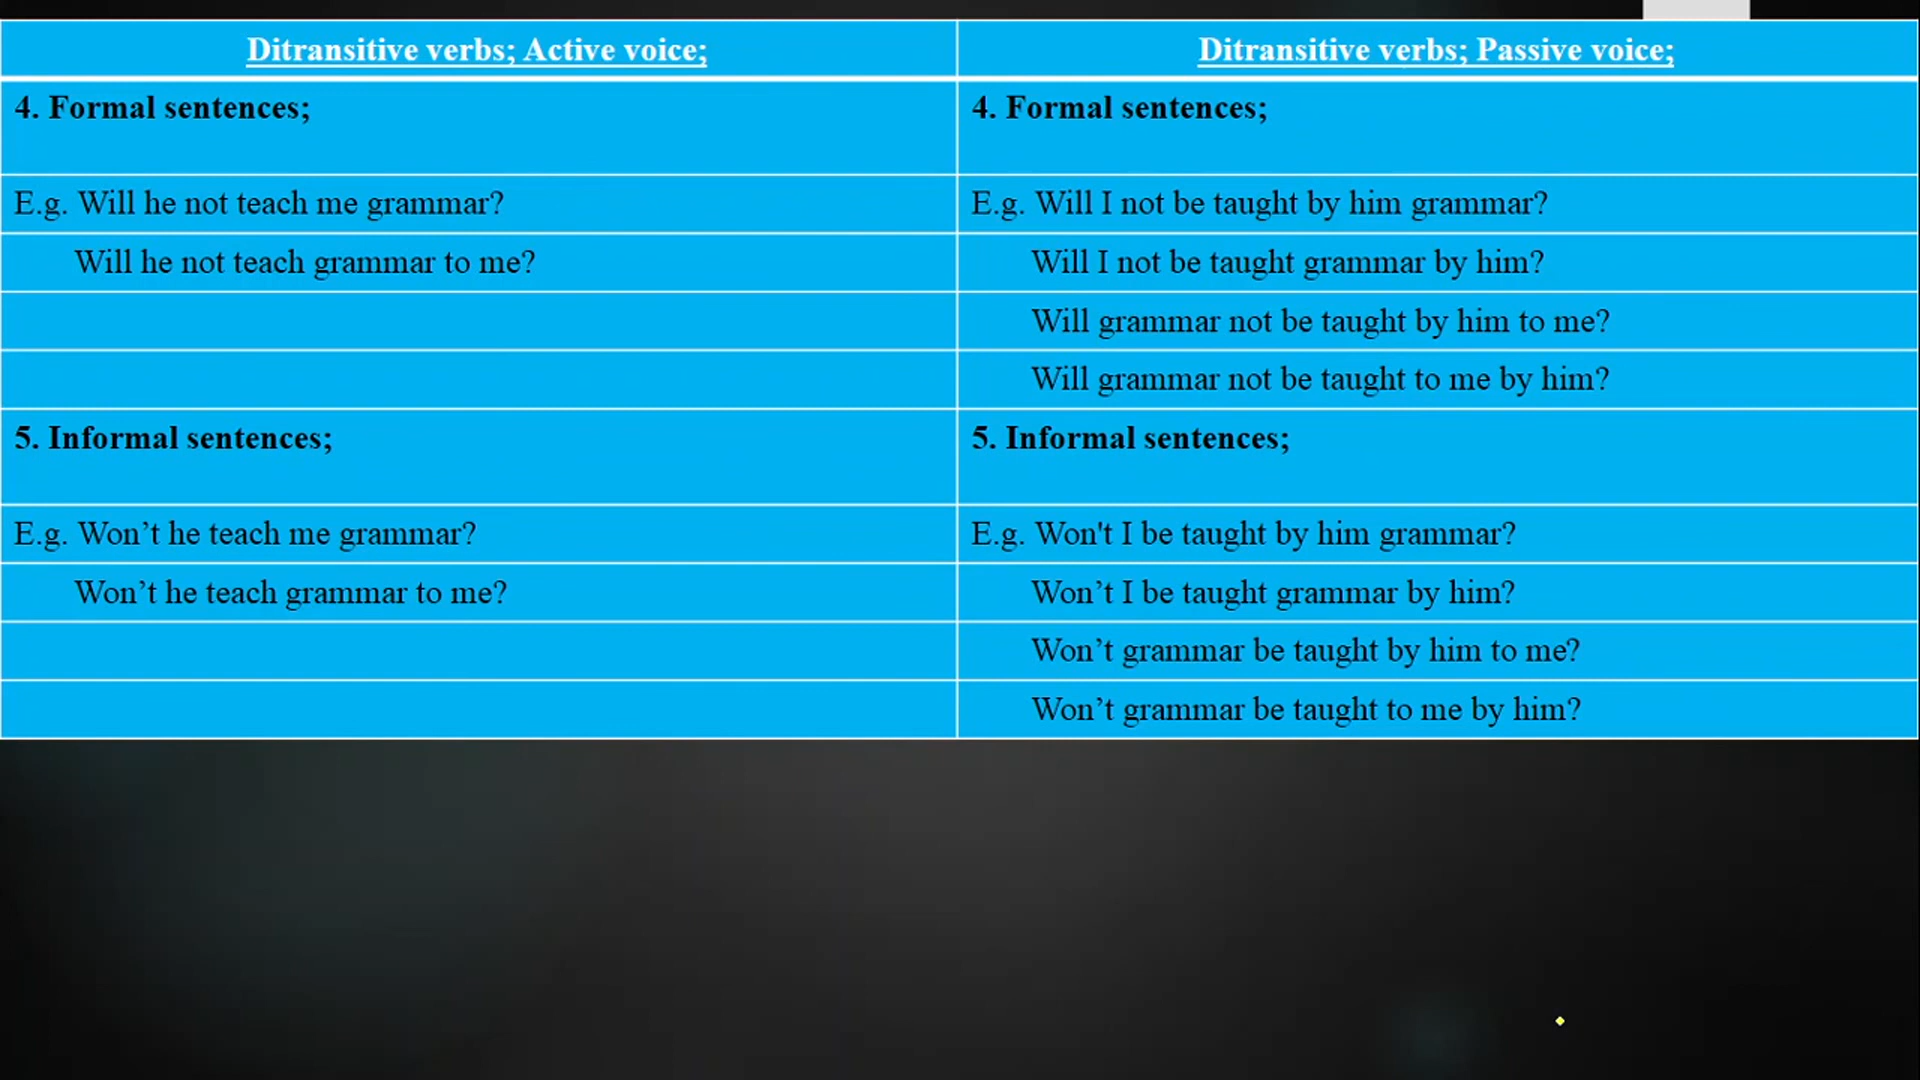 Ditransitive verbs; Active voice;
Ditransitive verbs; Passive voice;
4. Formal sentences;
4. Formal sentences;
E.g. Will he not teach me grammar?
E.g. Will I not be taught by him grammar?
Will he not teach grammar to me?
Will I not be taught grammar by him?
Will grammar not be taught by him to me?
Will grammar not be taught to me by him?
5. Informal sentences;
5. Informal sentences;
E.g. Won’t he teach me grammar?
E.g. Won't I be taught by him grammar?
Won’t he teach grammar to me?
Won’t I be taught grammar by him?
Won’t grammar be taught by him to me?
Won’t grammar be taught to me by him?